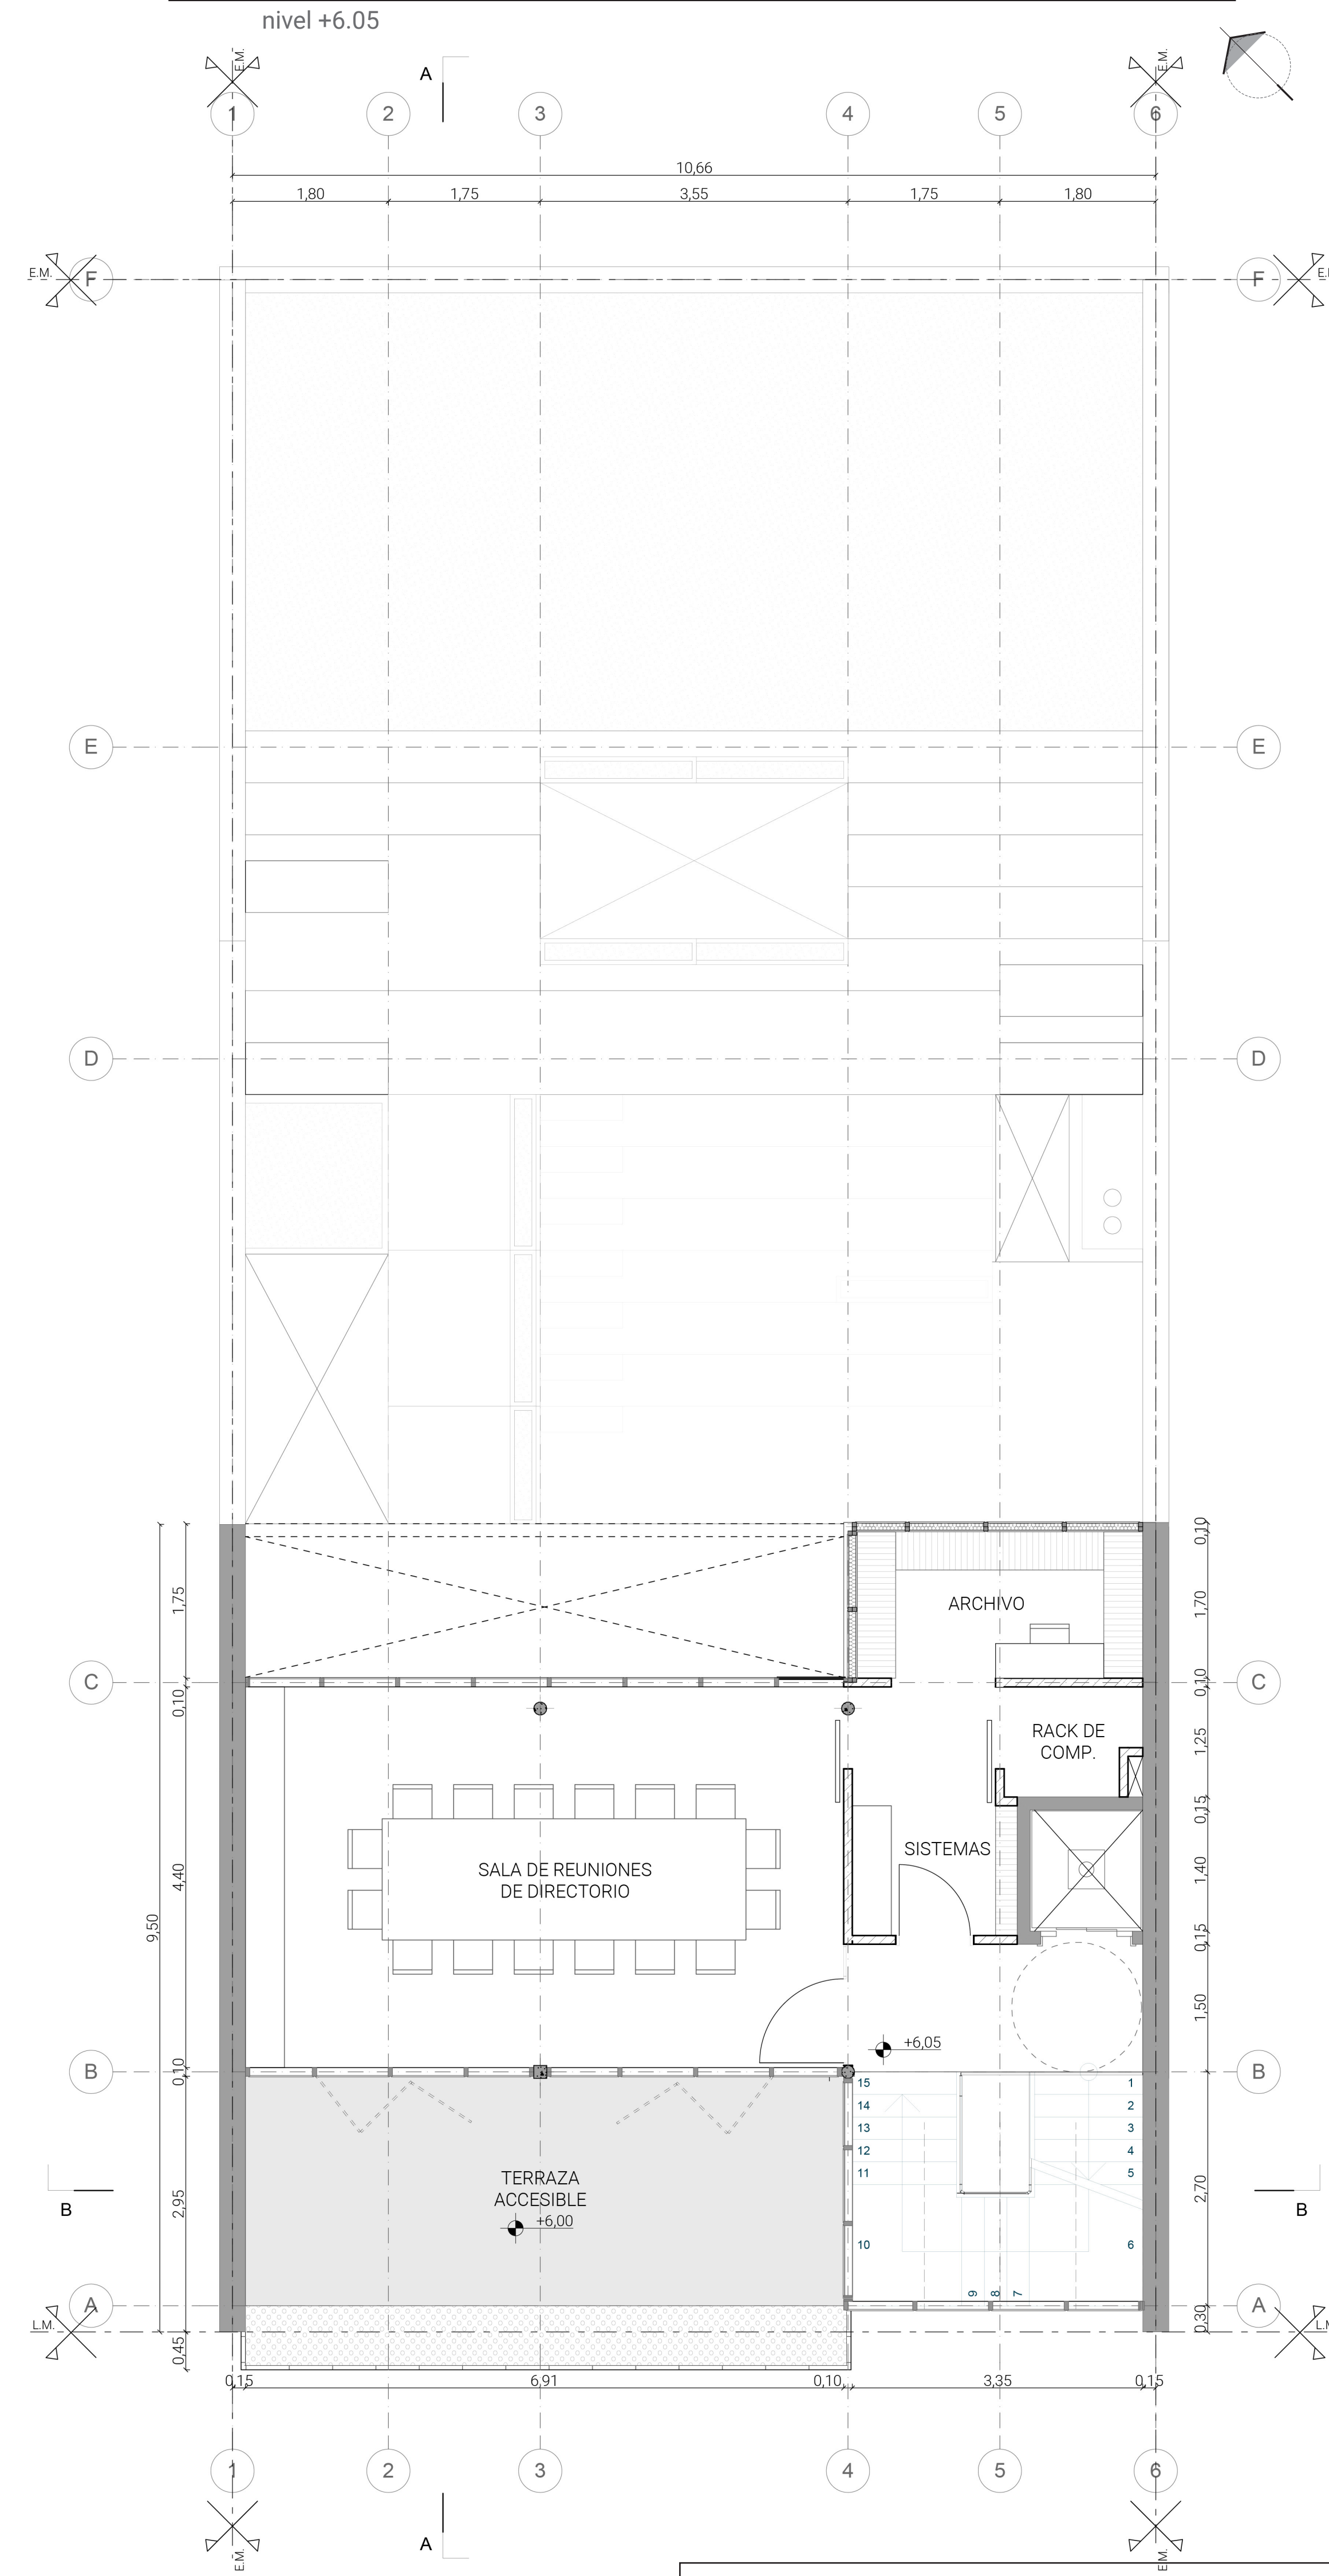 nivel +6.05
E.M.
E.M.
A
1
2
3
4
5
6
10,66
1,80
1,75
3,55
1,75
1,80
E.M.
F
F
E
E
D
D
0,10
ARCHIVO
1,75
1,70
C
0,10
0,10
C
RACK DE
COMP.
1,25
0,15
SISTEMAS
SALA DE REUNIONES
DE DIRECTORIO
4,40
1,40
9,50
0,15
1,50
+6,05
B
0,10
B
15
14
13
12
11
10
9
8
7
1
2
3
4
5
6
TERRAZA
ACCESIBLE
+6,00
2,95
2,70
B
B
A
A
L.M.
0,30
0,45
0,15
6,91
0,10
3,35
0,15
1
2
3
4
5
6
A
E.M.
E.M.